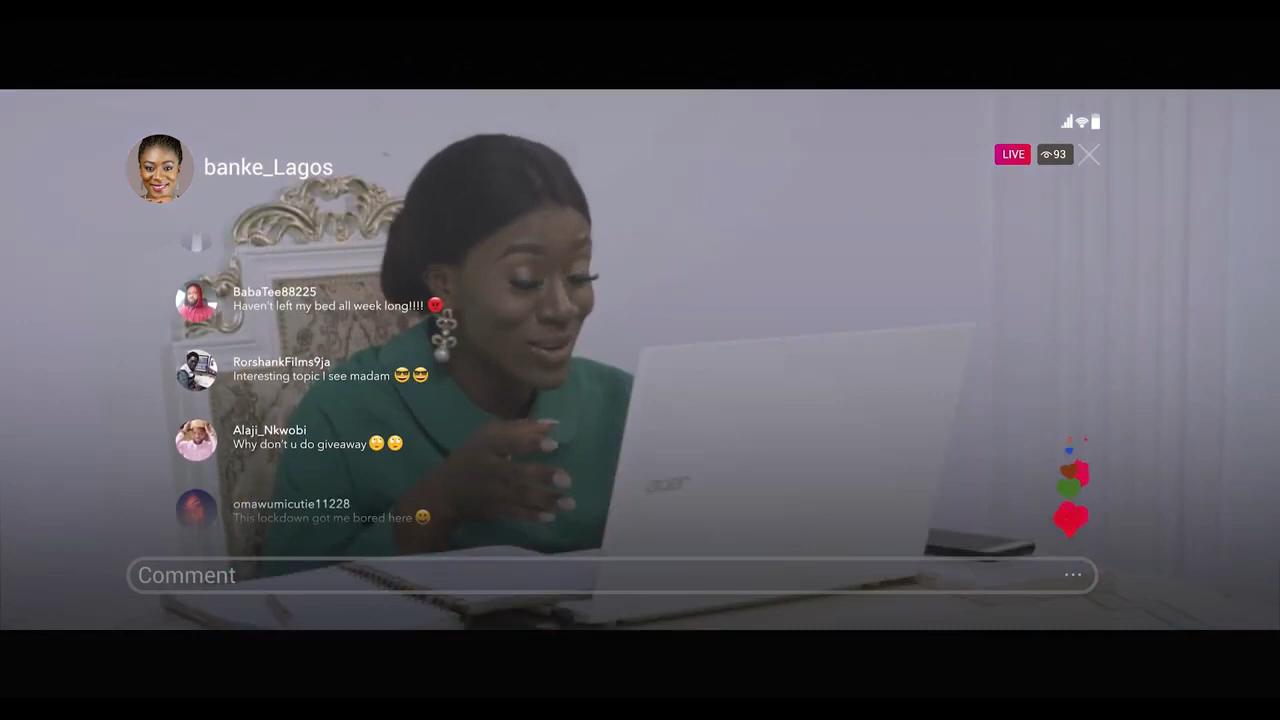 LIVE
93
banke_Lagos
BabaTee88225
Haven't left my bed all week long!!!!
RorshankFilms9ja
Interesting topic I see madam
Alaji_Nkwobi
Why don't u do giveaway
omawumicutie11228
This lockdown got me bored here
acer
Comment